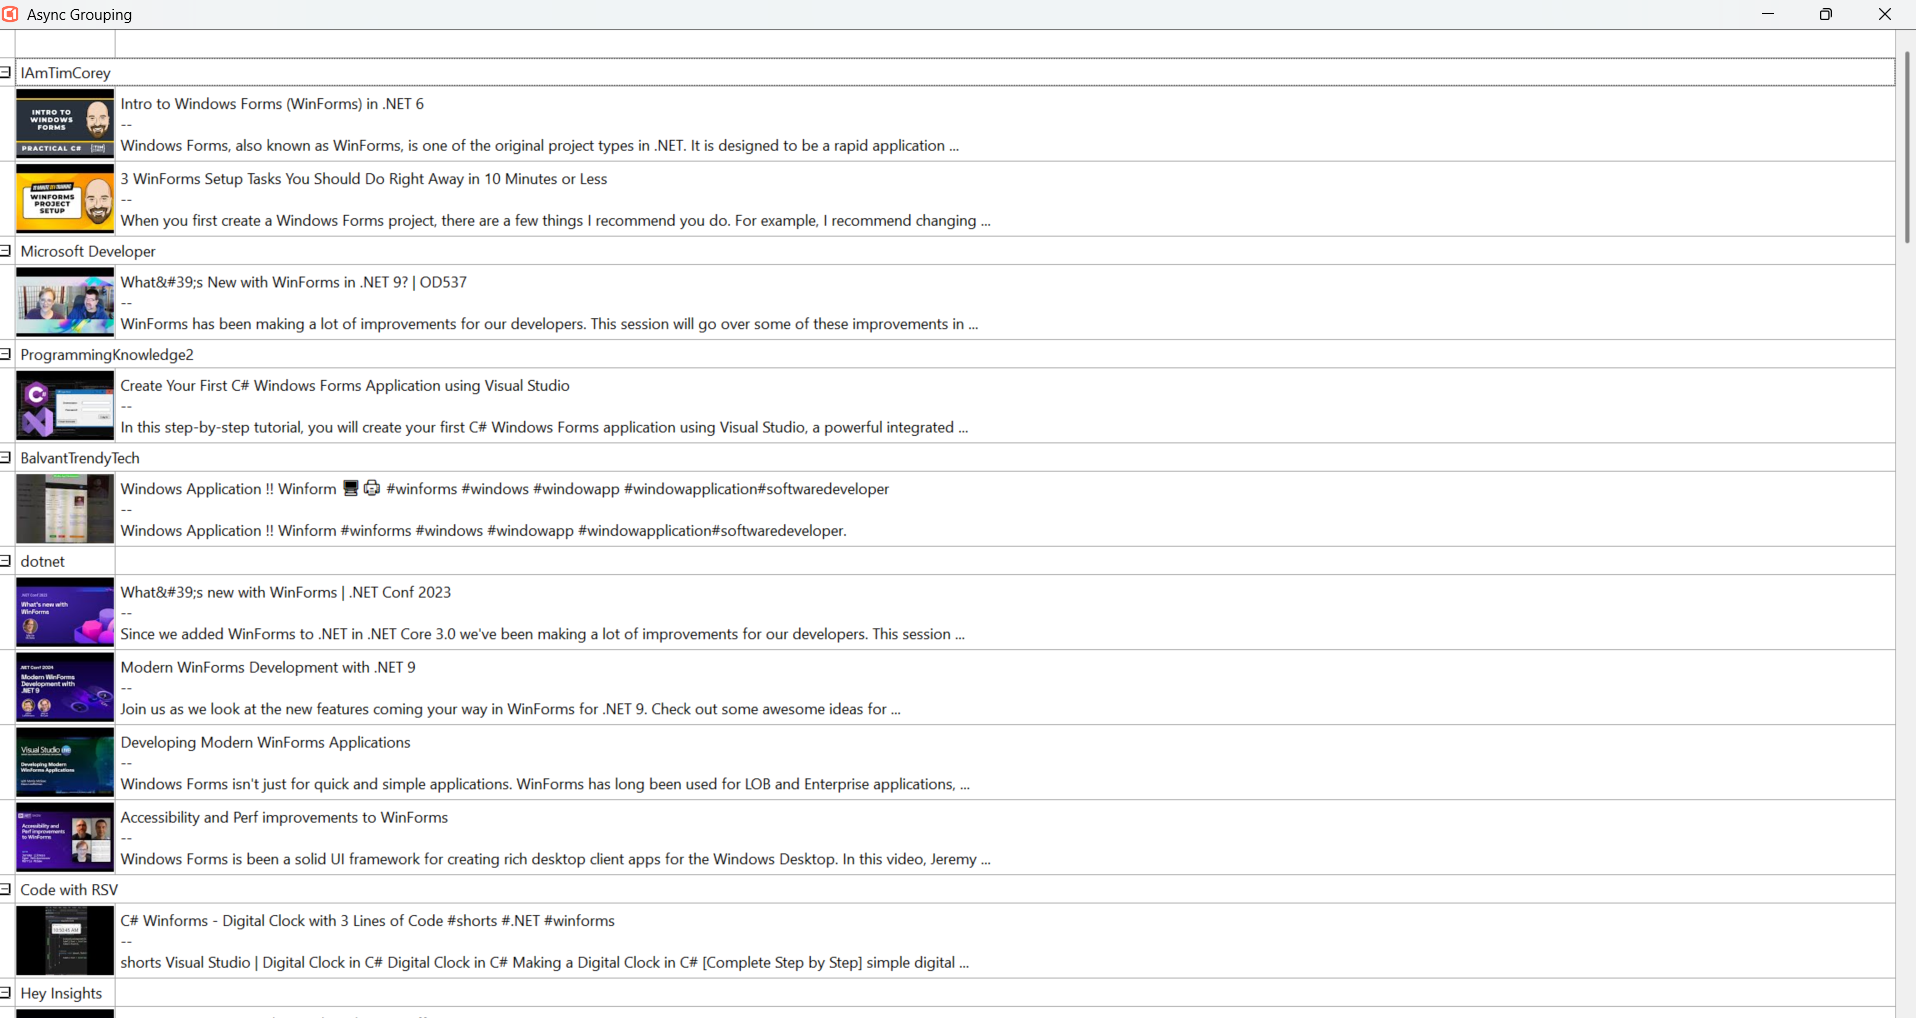 Async Grouping
IAmTimCorey
INTRO TO
WINDOWS
FORMS
PRACTICAL C#
Intro to Windows Forms (WinForms) in .NET 6
--
Windows Forms, also known as WinForms, is one of the original project types in .NET. It is designed to be a rapid application ...
WINFORMS
PROJECT
SETUP
3 WinForms Setup Tasks You Should Do Right Away in 10 Minutes or Less
--
When you first create a Windows Forms project, there are a few things I recommend you do. For example, I recommend changing ...
Microsoft Developer
What&#39;s New with WinForms in .NET 9? | OD537
--
WinForms has been making a lot of improvements for our developers. This session will go over some of these improvements in ...
ProgrammingKnowledge2
Create Your First C# Windows Forms Application using Visual Studio
--
In this step-by-step tutorial, you will create your first C# Windows Forms application using Visual Studio, a powerful integrated ...
BalvantTrendyTech
Windows Application !! Winform 🖥️ 🖨️ #winforms #windows #windowapp #windowapplication#softwaredeveloper
--
Windows Application !! Winform #winforms #windows #windowapp #windowapplication#softwaredeveloper.
dotnet
.NET Conf 2023
What's new with
WinForms
What&#39;s new with WinForms | .NET Conf 2023
--
Since we added WinForms to .NET in .NET Core 3.0 we've been making a lot of improvements for our developers. This session ...
.NET Conf 2024
Modern WinForms
Development with
.NET 9
Modern WinForms Development with .NET 9
--
Join us as we look at the new features coming your way in WinForms for .NET 9. Check out some awesome ideas for ...
Visual Studio
Developing Modern
WinForms Applications
Developing Modern WinForms Applications
--
Windows Forms isn't just for quick and simple applications. WinForms has long been used for LOB and Enterprise applications, ...
Accessibility and
Perf improvements
to WinForms
Accessibility and Perf improvements to WinForms
--
Windows Forms is been a solid UI framework for creating rich desktop client apps for the Windows Desktop. In this video, Jeremy ...
Code with RSV
C# Winforms - Digital Clock with 3 Lines of Code #shorts #.NET #winforms
--
shorts Visual Studio | Digital Clock in C# Digital Clock in C# Making a Digital Clock in C# [Complete Step by Step] simple digital ...
Hey Insights